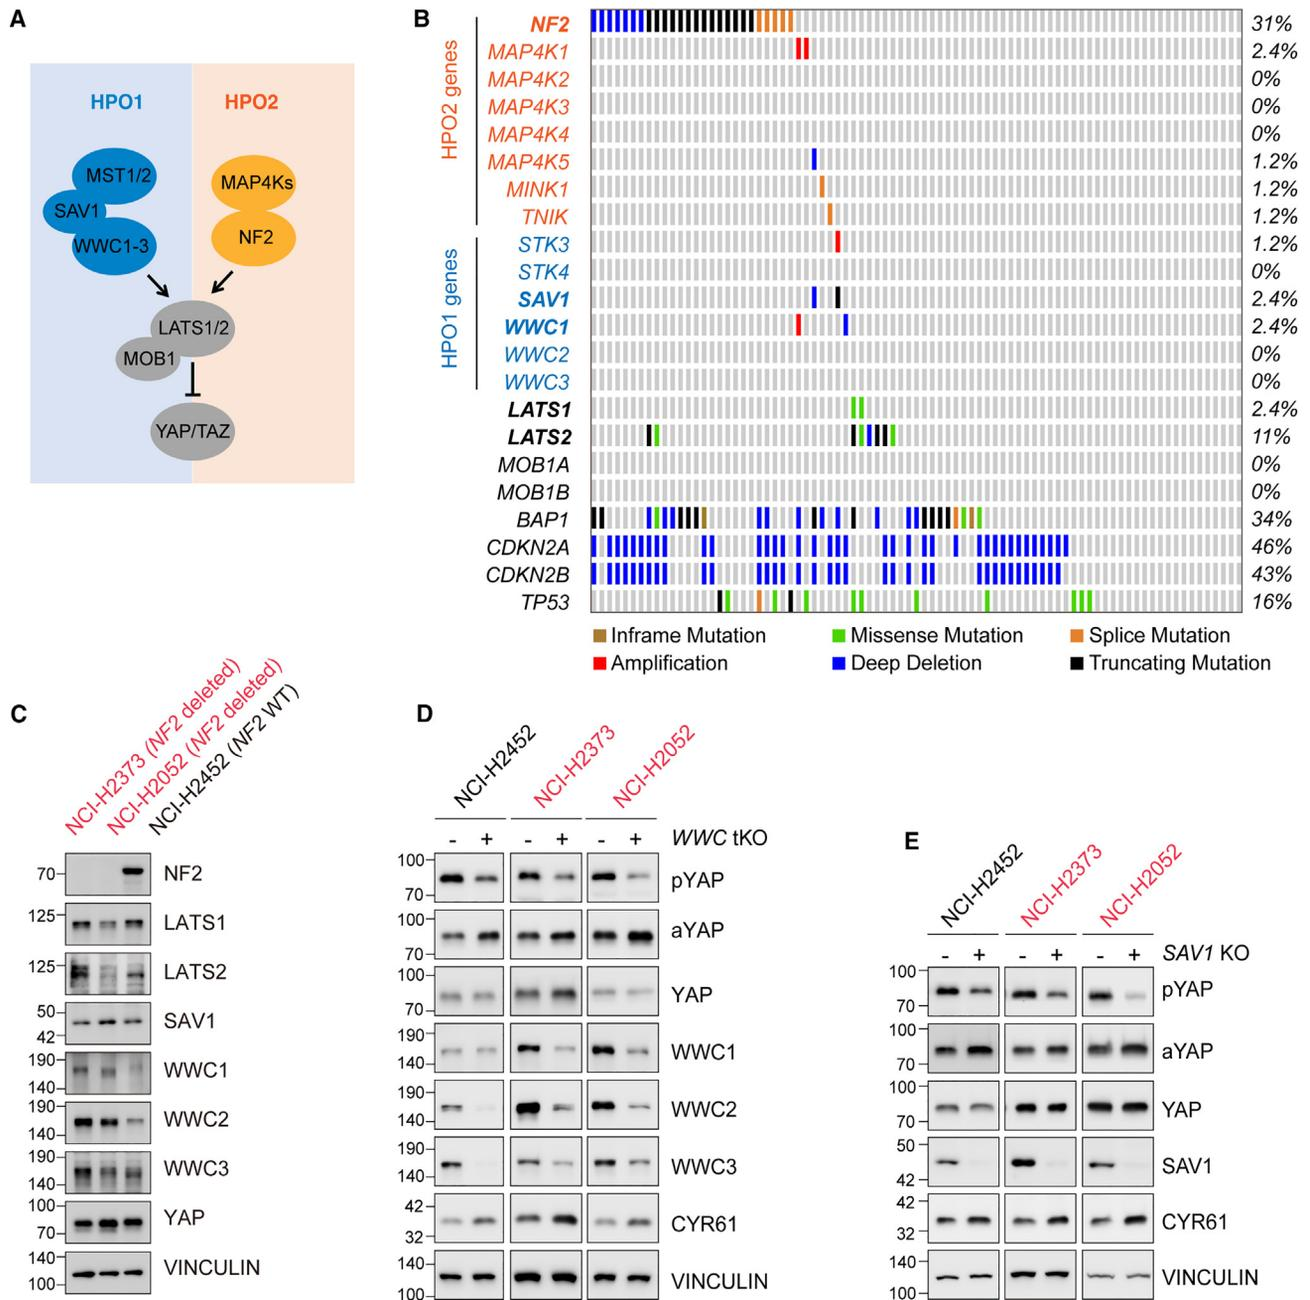 A
HPO1
HPO2
MST1/2
SAV1
WWC1-3
MAP4Ks
NF2
LATS1/2
MOB1
YAP/TAZ
B
HPO2 genes
HPO1 genes
NF2 31%
MAP4K1 2.4%
MAP4K2 0%
MAP4K3 0%
MAP4K4 0%
MAP4K5 1.2%
MINK1 1.2%
TNIK 1.2%
STK3 1.2%
STK4 0%
SAV1 2.4%
WWC1 2.4%
WWC2 0%
WWC3 0%
LATS1 2.4%
LATS2 11%
MOB1A 0%
MOB1B 0%
BAP1 34%
CDKN2A 46%
CDKN2B 43%
TP53 16%
Inframe Mutation Missense Mutation Splice Mutation
Amplification Deep Deletion Truncating Mutation
C
NCI-H2373 (NF2 deleted)
NCI-H2052 (NF2 deleted)
NCI-H2452 (NF2 WT)
70 NF2
125 LATS1
125 LATS2
50
42 SAV1
190
140 WWC1
190
140 WWC2
190
140 WWC3
100
70 YAP
140
100 VINCULIN
D
NCI-H2452
NCI-H2373
NCI-H2052
- + - + - + WWC tKO
100
70 pYAP
100
70 aYAP
100
70 YAP
190
140 WWC1
190
140 WWC2
190
140 WWC3
42
32 CYR61
140
100 VINCULIN
E
NCI-H2452
NCI-H2373
NCI-H2052
- + - + - + SAV1 KO
100
70 pYAP
100
70 aYAP
100
70 YAP
50
42 SAV1
42
32 CYR61
140
100 VINCULIN